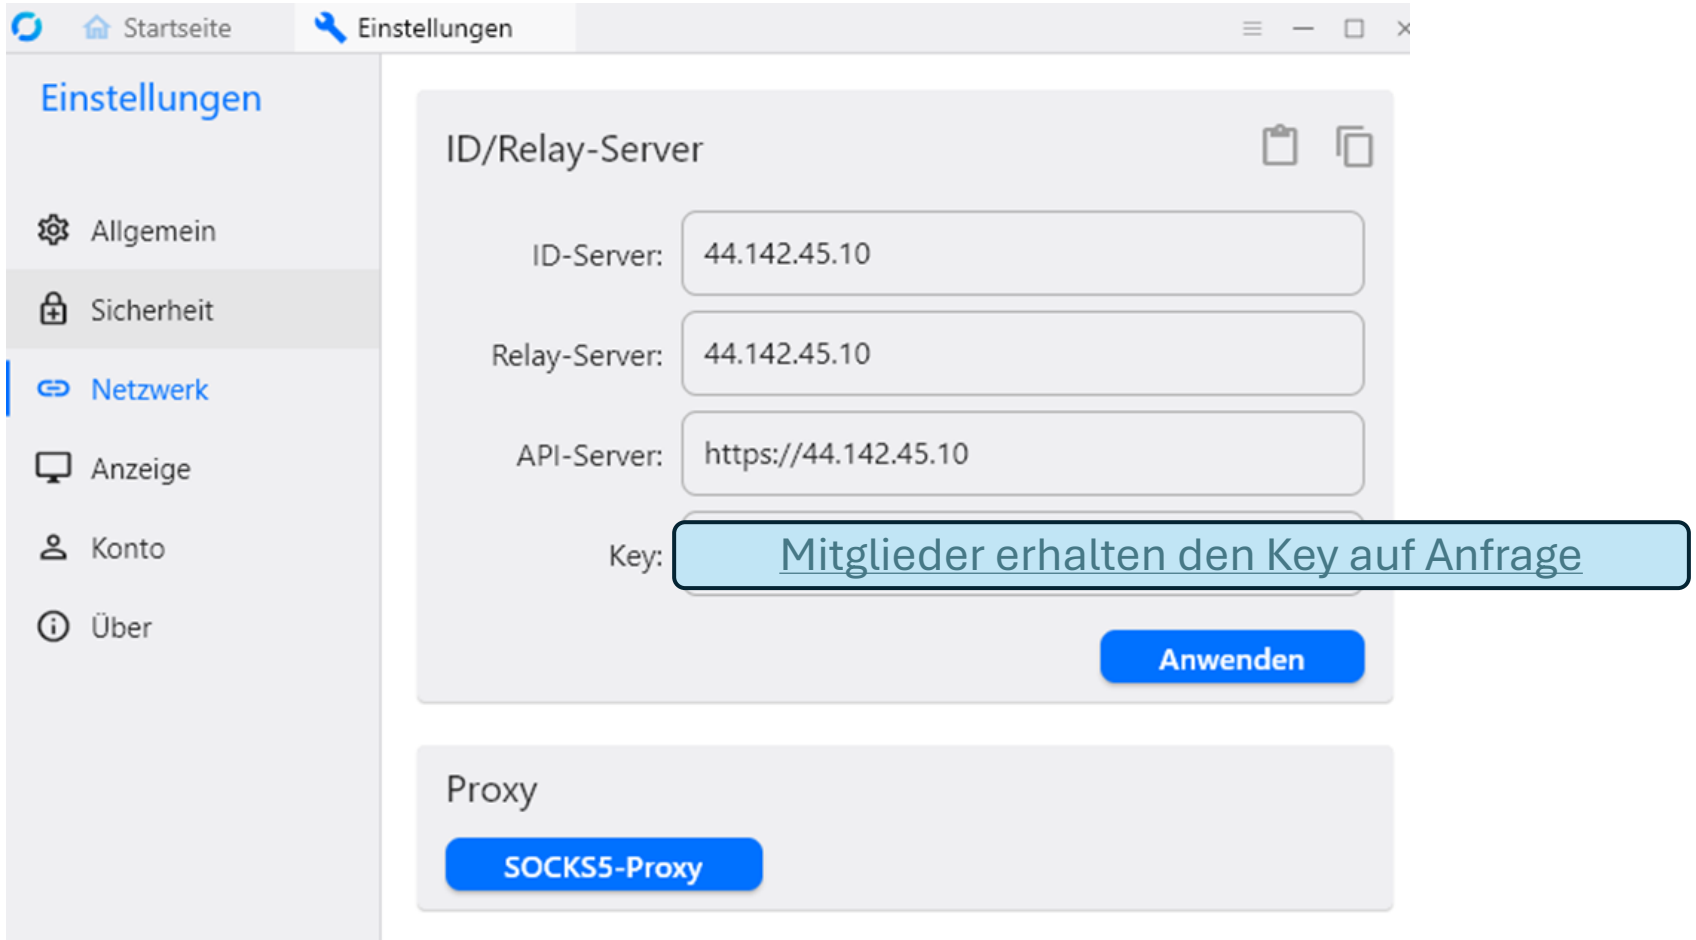 Startseite
Einstellungen
Einstellungen
Allgemein
Sicherheit
Netzwerk
Anzeige
Konto
Über
ID/Relay-Server
ID-Server: 44.142.45.10
Relay-Server: 44.142.45.10
API-Server: https://44.142.45.10
Key: Mitglieder erhalten den Key auf Anfrage
Anwenden
Proxy
SOCKS5-Proxy